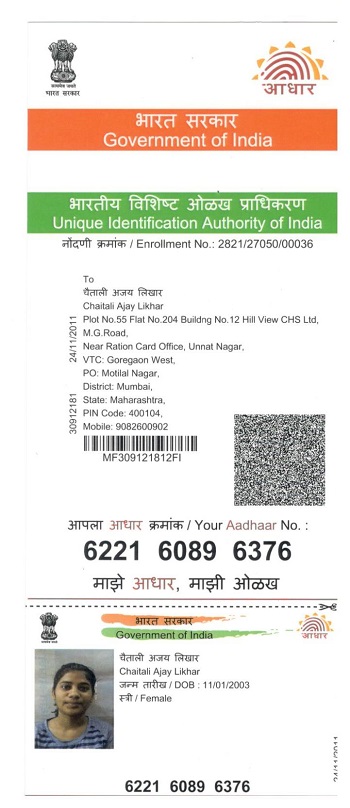 सत्यमेव जयते
भारत सरकार
आधार
भारत सरकार
Government of India
भारतीय विशिष्ट ओळख प्राधिकरण
Unique Identification Authority of India
नोंदणी क्रमांक / Enrollment No.: 2821/27050/00036
To
चैताली अजय लिखार
Chaitali Ajay Likhar
Plot No.55 Flat No.204 Buildng No.12 Hill View CHS Ltd,
M.G.Road,
Near Ration Card Office, Unnat Nagar,
VTC: Goregaon West,
PO: Motilal Nagar,
District: Mumbai,
State: Maharashtra,
PIN Code: 400104,
Mobile: 9082600902
30912181 24/11/2011
MF309121812FI
आपला आधार क्रमांक / Your Aadhaar No. :
6221 6089 6376
माझे आधार, माझी ओळख
भारत सरकार
Government of India
आधार
चैताली अजय लिखार
Chaitali Ajay Likhar
जन्म तारीख / DOB : 11/01/2003
स्त्री / Female
24/11/2011
6221 6089 6376